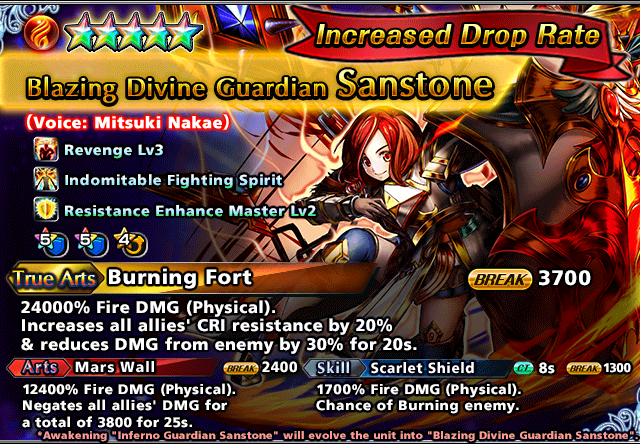 Increased Drop Rate
Blazing Divine Guardian Sanstone
(Voice: Mitsuki Nakae)
Revenge Lv3
Indomitable Fighting Spirit
Resistance Enhance Master Lv2
5 5 4
True Arts Burning Fort BREAK 3700
24000% Fire DMG (Physical).
Increases all allies' CRI resistance by 20%
& reduces DMG from enemy by 30% for 20s.
Arts Mars Wall BREAK 2400
12400% Fire DMG (Physical).
Negates all allies' DMG for
a total of 3800 for 25s.
Skill Scarlet Shield CT 8s BREAK 1300
1700% Fire DMG (Physical).
Chance of Burning enemy.
*Awakening "Inferno Guardian Sanstone" will evolve the unit into "Blazing Divine Guardian Sanstone"